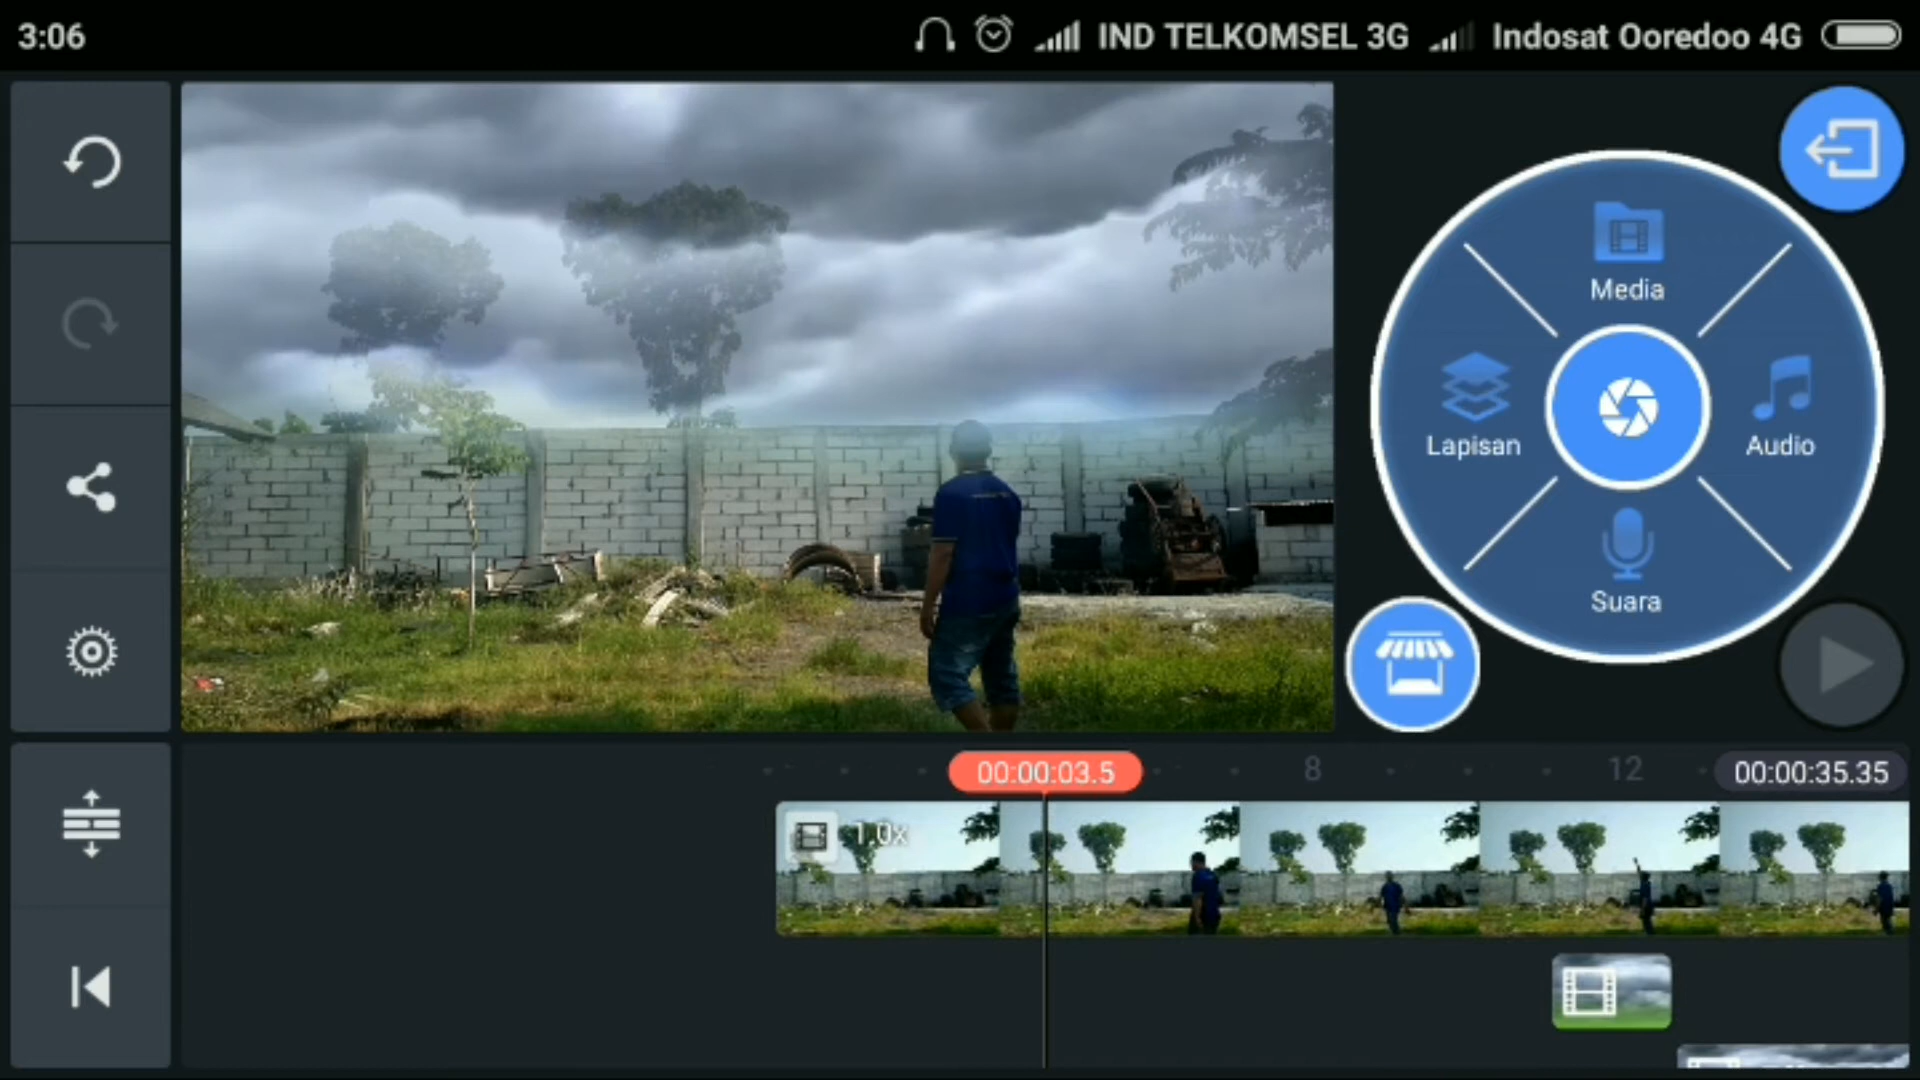 3:06
IND TELKOMSEL 3G
Indosat Ooredoo 4G
Media
Lapisan
Audio
Suara
00:00:03.5
8
12
00:00:35.35
1.0x